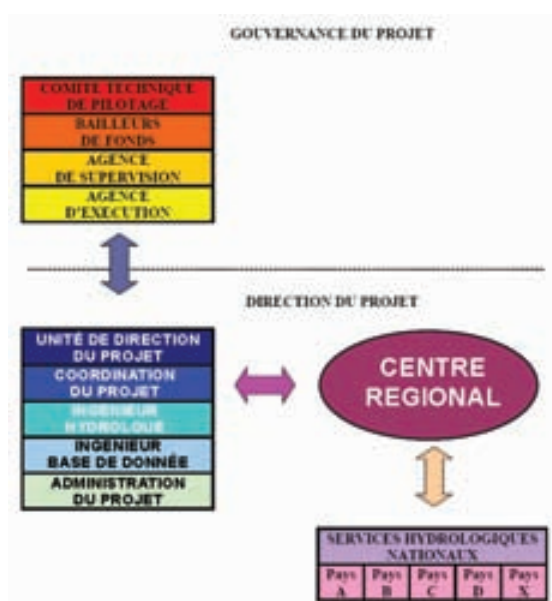 GOUVERNANCE DU PROJET
COMITE TECHNIQUE
DE PILOTAGE
BAILLEURS
DE FONDS
AGENCE
DE SUPERVISION
AGENCE
D'EXECUTION
DIRECTION DU PROJET
UNITÉ DE DIRECTION
DU PROJET
COORDINATION
DU PROJET
INGENIEUR
HYDROLOGUE
INGENIEUR
BASE DE DONNÉE
ADMINISTRATION
DU PROJET
CENTRE
REGIONAL
SERVICES HYDROLOGIQUES
NATIONAUX
Pays Pays Pays Pays Pays
A B C D X